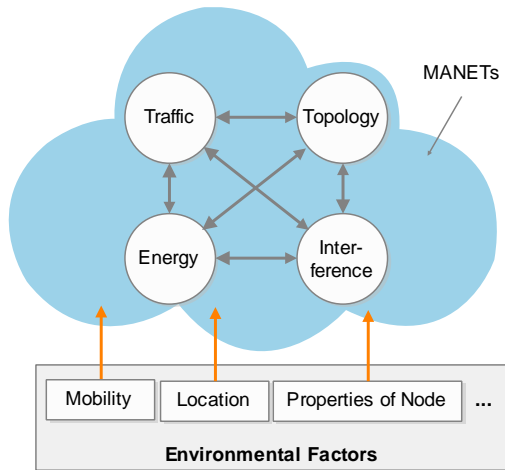 MANETs
Traffic
Topology
Energy
Inter-
ference
Mobility
Location
Properties of Node
...
Environmental Factors